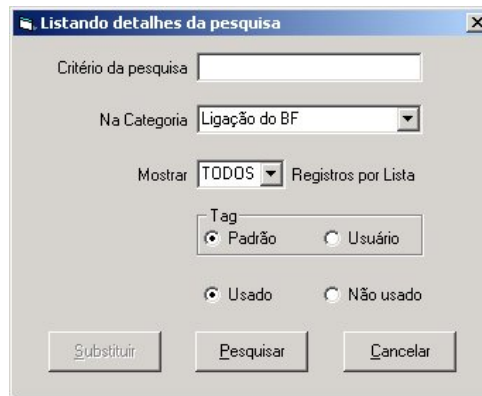 Listando detalhes da pesquisa
Critério da pesquisa
Na Categoria Ligação do BF
Mostrar TODOS Registros por Lista
Tag
Padrão Usuário
Usado Não usado
Substituir Pesquisar Cancelar